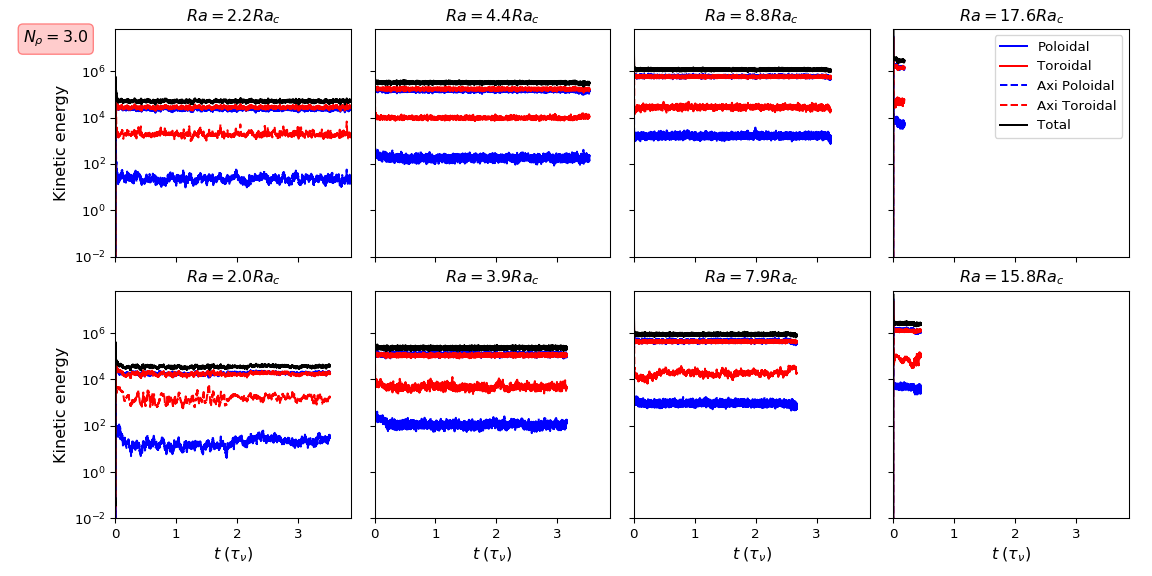 Ra = 2.2Ra_c
Ra = 4.4Ra_c
Ra = 8.8Ra_c
Ra = 17.6Ra_c
N_ρ = 3.0
Poloidal
Toroidal
Axi Poloidal
Axi Toroidal
Total
Kinetic energy
10^6
10^4
10^2
10^0
10^−2
Ra = 2.0Ra_c
Ra = 3.9Ra_c
Ra = 7.9Ra_c
Ra = 15.8Ra_c
Kinetic energy
10^6
10^4
10^2
10^0
10^−2
0 1 2 3
0 1 2 3
0 1 2 3
0 1 2 3
t (τ_ν)
t (τ_ν)
t (τ_ν)
t (τ_ν)